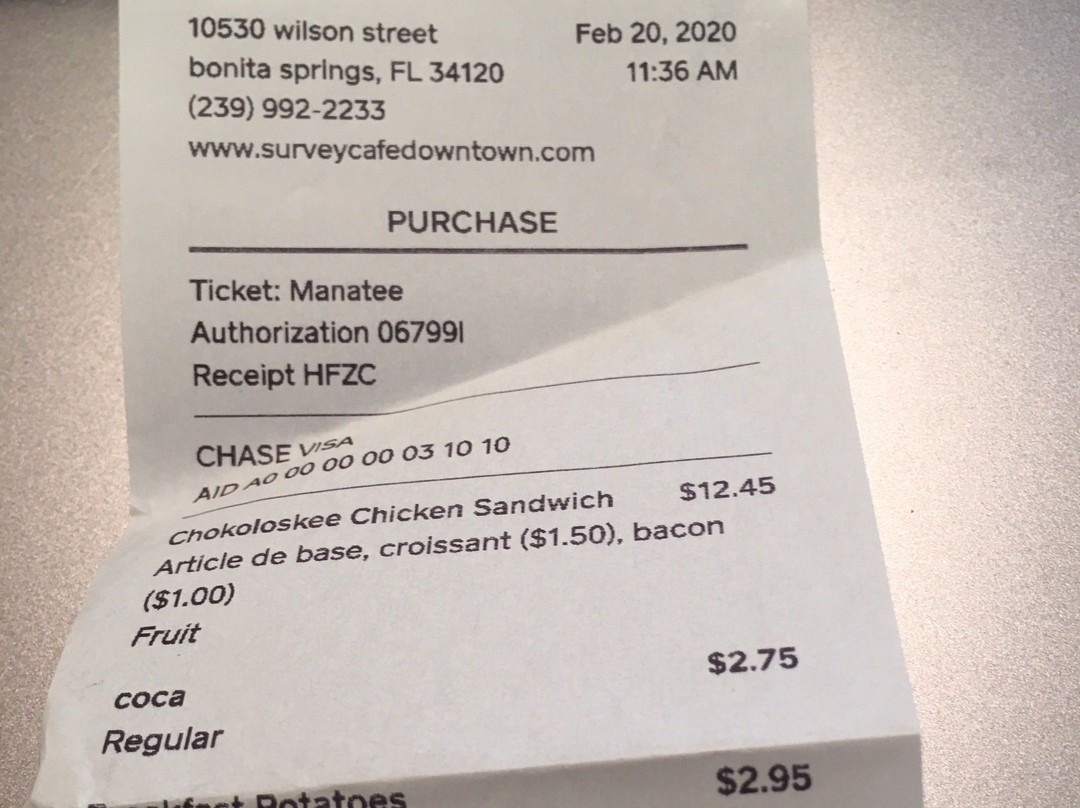 10530 wilson street Feb 20, 2020
bonita springs, FL 34120 11:36 AM
(239) 992-2233
www.surveycafedowntown.com
PURCHASE
Ticket: Manatee
Authorization 06799I
Receipt HFZC
CHASE VISA
AID A0 00 00 00 03 10 10
Chokoloskee Chicken Sandwich $12.45
Article de base, croissant ($1.50), bacon
($1.00)
Fruit
coca $2.75
Regular
Potatoes $2.95